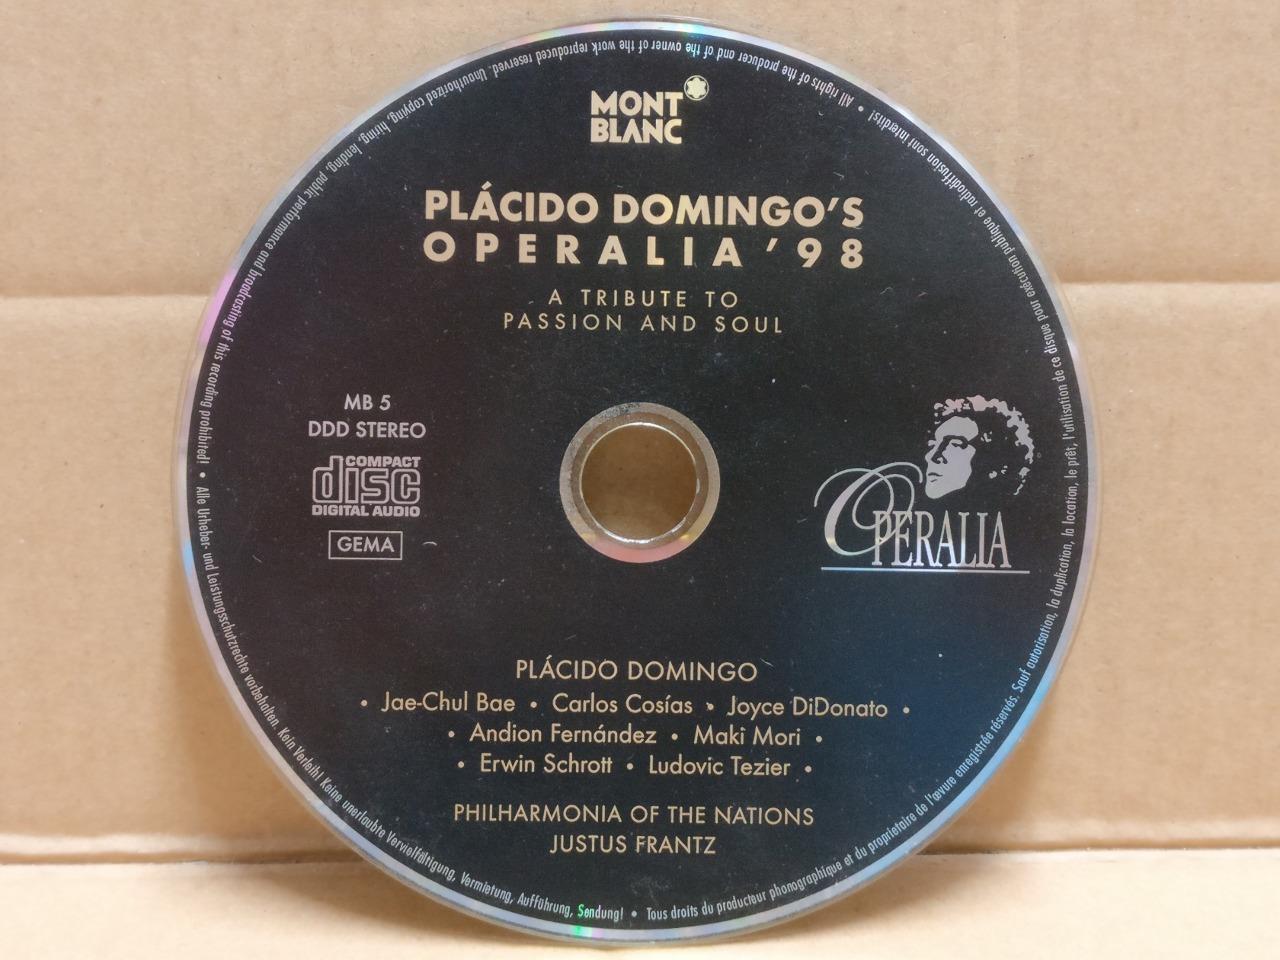 MONT
BLANC
PLÁCIDO DOMINGO'S
OPERALIA '98
A TRIBUTE TO
PASSION AND SOUL
MB 5
DDD STEREO
COMPACT
disc
DIGITAL AUDIO
GEMA
OPERALIA
PLÁCIDO DOMINGO
• Jae-Chul Bae • Carlos Cosías • Joyce DiDonato •
• Andion Fernández • Maki Mori •
• Erwin Schrott • Ludovic Tezier •
PHILHARMONIA OF THE NATIONS
JUSTUS FRANTZ
• All rights of the producer and of the owner of the work reproduced reserved. Unauthorized copying, hiring, lending, public performance and broadcasting of this recording prohibited! • Alle Urheber- und Leistungsschutzrechte vorbehalten. Kein Verleih! Keine unerlaubte Vervielfältigung, Vermietung, Aufführung, Sendung! • Tous droits du producteur phonographique et du proprietaire de l'œuvre enregistrée réservés. Sauf autorisation, la duplication, la location, le prêt, l'utilisation de ce disque pour exécution publique et radiodiffusion sont interdits!